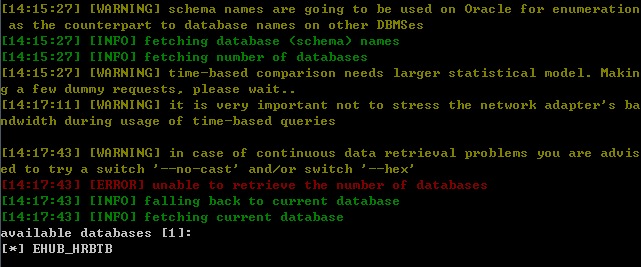 [14:15:27] [WARNING] schema names are going to be used on Oracle for enumeration
 as the counterpart to database names on other DBMSes
[14:15:27] [INFO] fetching database (schema) names
[14:15:27] [INFO] fetching number of databases
[14:15:27] [WARNING] time-based comparison needs larger statistical model. Makin
g a few dummy requests, please wait..
[14:17:11] [WARNING] it is very important not to stress the network adapter's ba
ndwidth during usage of time-based queries
[14:17:43] [WARNING] in case of continuous data retrieval problems you are advis
ed to try a switch '--no-cast' and/or switch '--hex'
[14:17:43] [ERROR] unable to retrieve the number of databases
[14:17:43] [INFO] falling back to current database
[14:17:43] [INFO] fetching current database
available databases [1]:
[*] EHUB_HRBTB